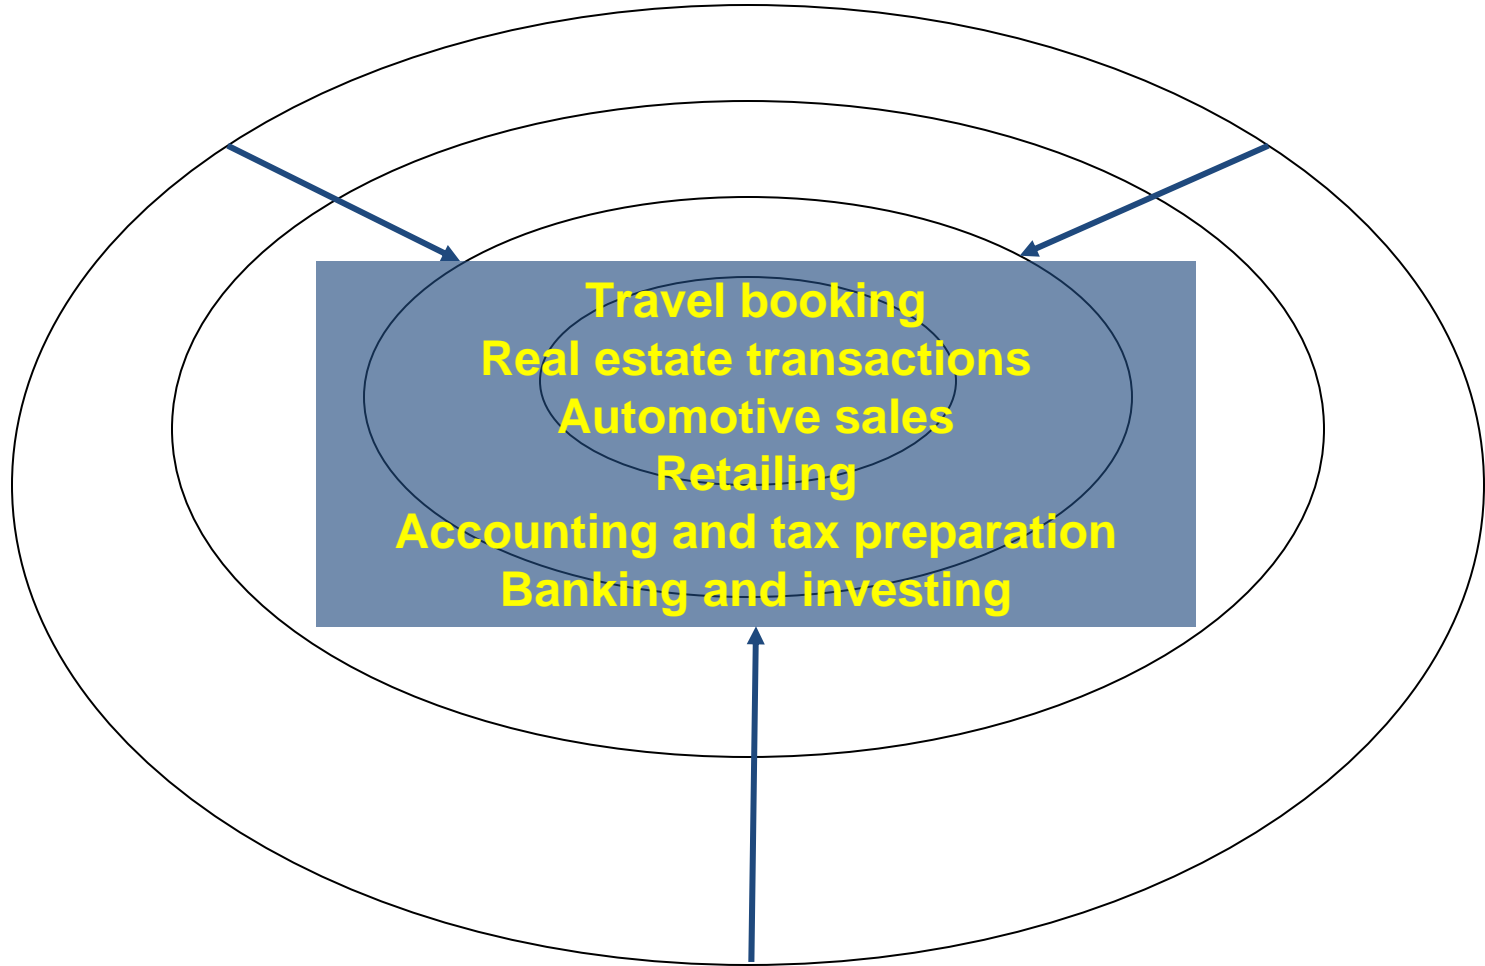 Travel booking
Real estate transactions
Automotive sales
Retailing
Accounting and tax preparation
Banking and investing